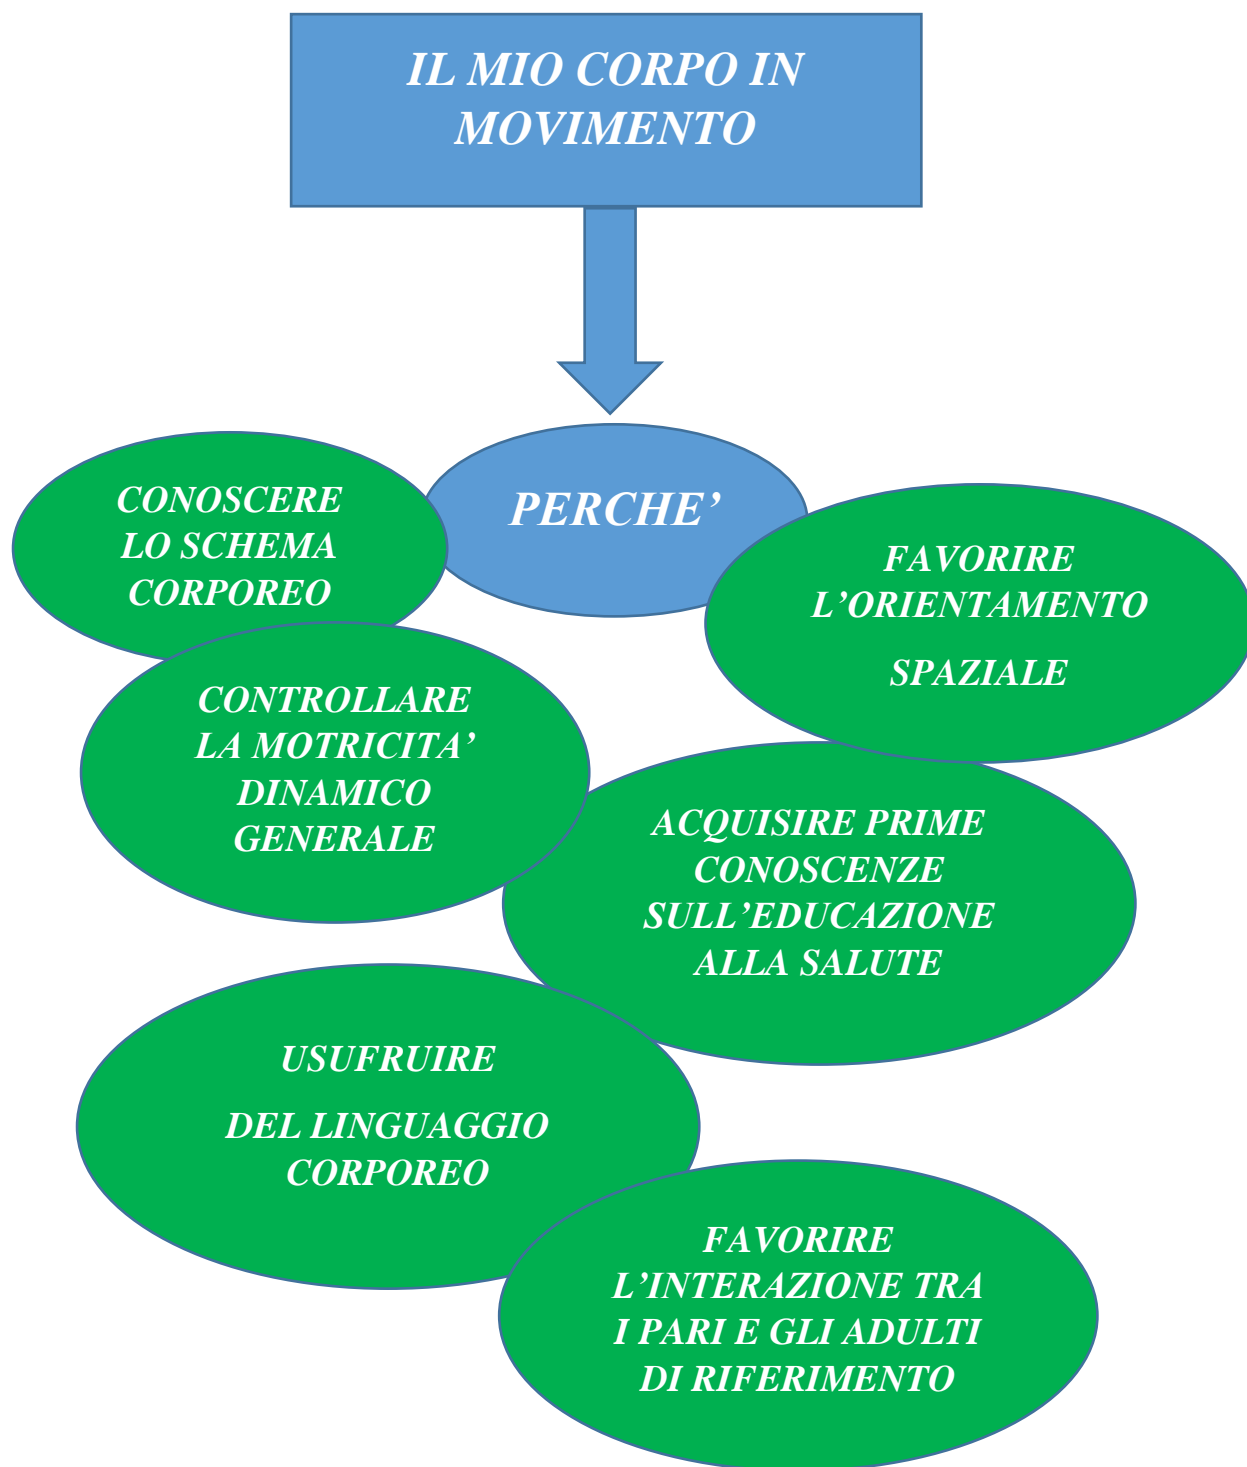 IL MIO CORPO IN
MOVIMENTO
PERCHE’
CONOSCERE
LO SCHEMA
CORPOREO
FAVORIRE
L’ORIENTAMENTO
SPAZIALE
CONTROLLARE
LA MOTRICITA’
DINAMICO
GENERALE
ACQUISIRE PRIME
CONOSCENZE
SULL’EDUCAZIONE
ALLA SALUTE
USUFRUIRE
DEL LINGUAGGIO
CORPOREO
FAVORIRE
L’INTERAZIONE TRA
I PARI E GLI ADULTI
DI RIFERIMENTO